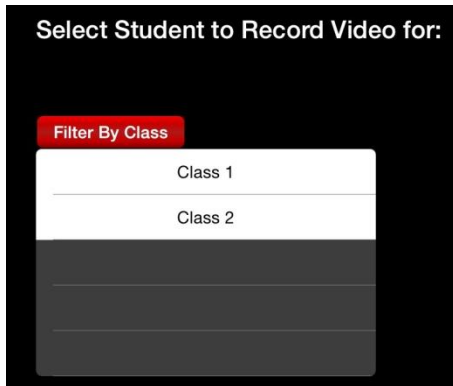 Select Student to Record Video for:
Filter By Class
Class 1
Class 2